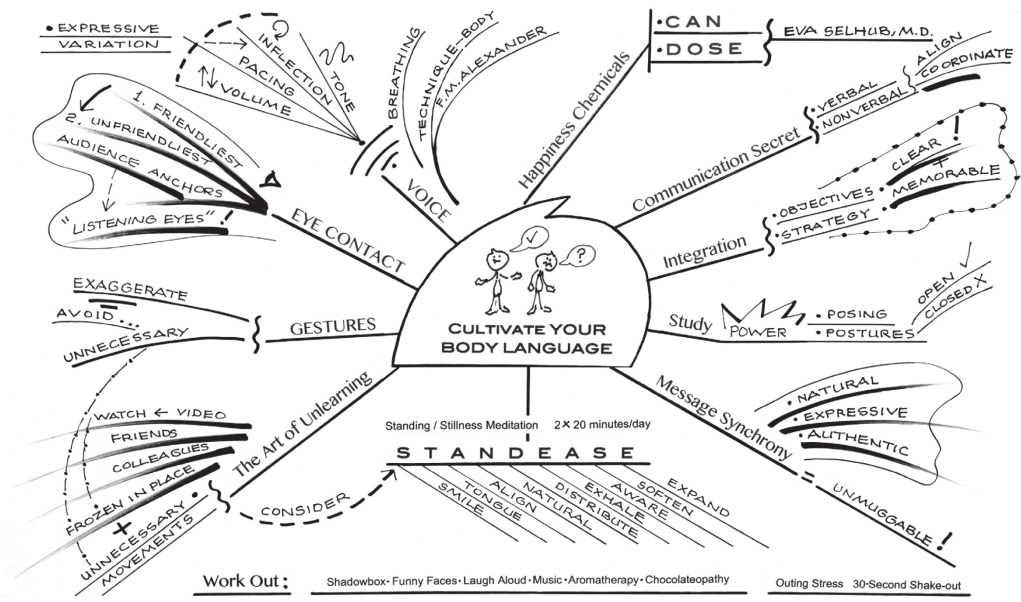 • EXPRESSIVE
VARIATION
INFLECTION
TONE
PACING
VOLUME
BREATHING
TECHNIQUE-BODY
F.M. ALEXANDER
VOICE
Happiness Chemicals
• CAN
• DOSE
EVA SELHUB, M.D.
Communication Secret
• VERBAL
• NONVERBAL
ALIGN
COORDINATE
1. FRIENDLIEST
2. UNFRIENDLIEST
AUDIENCE ANCHORS
"LISTENING EYES"!
EYE CONTACT
Integration
• OBJECTIVES
• STRATEGY
• CLEAR !
+
• MEMORABLE
✓
?
CULTIVATE YOUR
BODY LANGUAGE
EXAGGERATE
AVOID...
UNNECESSARY
GESTURES
Study
POWER
• POSING
• POSTURES
OPEN ✓
CLOSED X
The Art of Unlearning
WATCH ← VIDEO
FRIENDS
COLLEAGUES
FROZEN IN PLACE
+
UNNECESSARY •
MOVEMENTS
CONSIDER
Message Synchrony
• NATURAL
• EXPRESSIVE
• AUTHENTIC
UNMUGGABLE !
Standing / Stillness Meditation 2 × 20 minutes/day
STANDEASE
SMILE
TONGUE
ALIGN
NATURAL
DISTRIBUTE
EXHALE
AWARE
SOFTEN
EXPAND
Work Out:
Shadowbox • Funny Faces • Laugh Aloud • Music • Aromatherapy • Chocolateopathy
Outing Stress 30-Second Shake-out